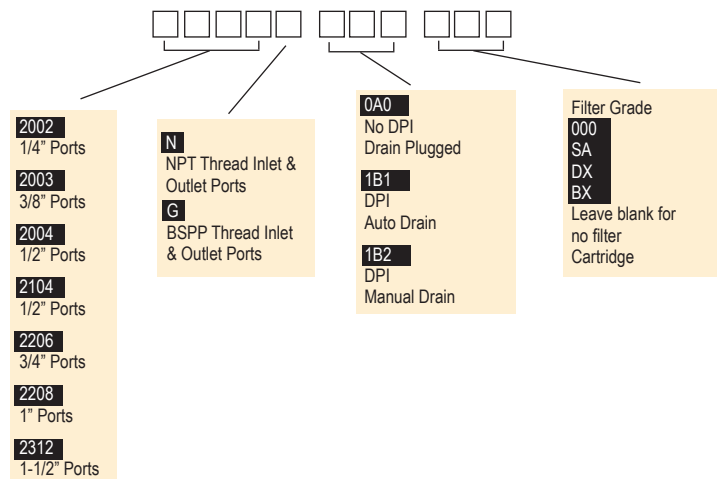 2002
1/4” Ports
2003
3/8” Ports
2004
1/2” Ports
2104
1/2” Ports
2206
3/4” Ports
2208
1” Ports
2312
1-1/2” Ports
N
NPT Thread Inlet &
Outlet Ports
G
BSPP Thread Inlet
& Outlet Ports
0A0
No DPI
Drain Plugged
1B1
DPI
Auto Drain
1B2
DPI
Manual Drain
Filter Grade
000
SA
DX
BX
Leave blank for
no filter
Cartridge